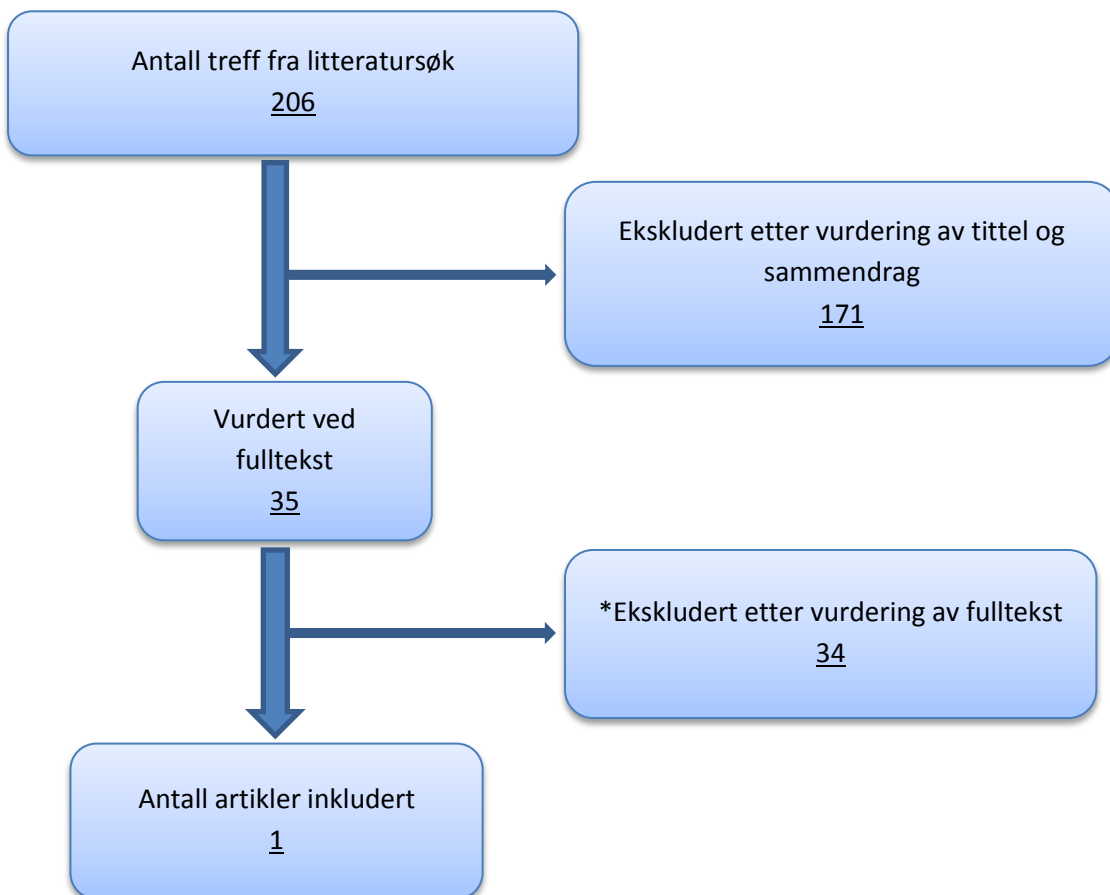 Antall treff fra litteratursøk
206
Ekskludert etter vurdering av tittel og
sammendrag
171
Vurdert ved
fulltekst
35
*Ekskludert etter vurdering av fulltekst
34
Antall artikler inkludert
1